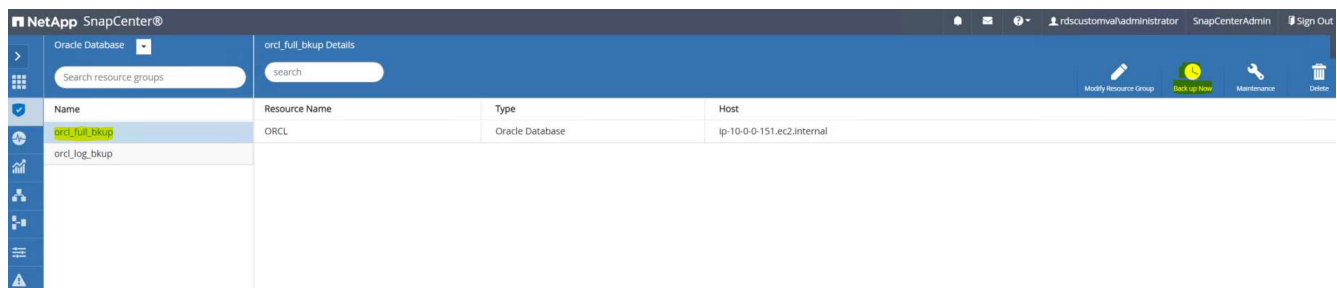 NetApp SnapCenter®
rdscustomval\administrator SnapCenterAdmin Sign Out
Oracle Database
orcl_full_bkup Details
Search resource groups
search
Modify Resource Group Back up Now Maintenance Delete
Name Resource Name Type Host
orcl_full_bkup ORCL Oracle Database ip-10-0-0-151.ec2.internal
orcl_log_bkup